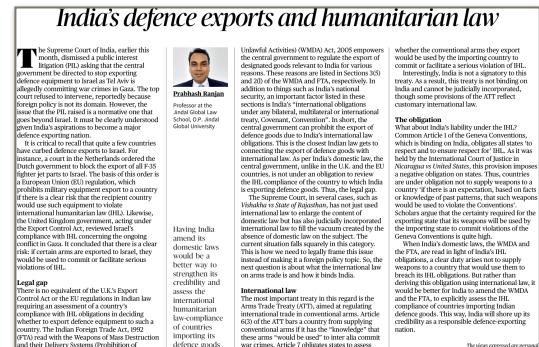 India's defence exports and humanitarian law
The Supreme Court of India, earlier this
month, dismissed a public interest
litigation (PIL) asking that the central
government be directed to stop exporting
defence equipment to Israel as Tel Aviv is
allegedly committing war crimes in Gaza. The top
court refused to intervene, reportedly because
foreign policy is not its domain. However, the
issue that the PIL raised is a normative one that
goes beyond Israel. It must be clearly understood
given India's aspirations to become a major
defence exporting nation.
It is critical to recall that quite a few countries
have curbed defence exports to Israel. For
instance, a court in the Netherlands ordered the
Dutch government to block the export of all F-35
fighter jet parts to Israel. The basis of this order is
a European Union (EU) regulation, which
prohibits military equipment export to a country
if there is a clear risk that the recipient country
would use such equipment to violate
international humanitarian law (IHL). Likewise,
the United Kingdom government, acting under
the Export Control Act, reviewed Israel's
compliance with IHL concerning the ongoing
conflict in Gaza. It concluded that there is a clear
risk: if certain arms are exported to Israel, they
would be used to commit or facilitate serious
violations of IHL.
Legal gap
There is no equivalent of the U.K.'s Export
Control Act or the EU regulations in Indian law
requiring an assessment of a country's
compliance with IHL obligations in deciding
whether to export defence equipment to such a
country. The Indian Foreign Trade Act, 1992
(FTA) read with the Weapons of Mass Destruction
and their Delivery Systems (Prohibition of
Prabhash Ranjan
Professor at the
Jindal Global Law
School, O.P. Jindal
Global University
Having India
amend its
domestic laws
would be a
better way to
strengthen its
credibility and
assess the
international
humanitarian
law-compliance
of countries
importing its
defence goods
Unlawful Activities) (WMDA) Act, 2005 empowers
the central government to regulate the export of
designated goods relevant to India for various
reasons. These reasons are listed in Sections 3(5)
and 2(l) of the WMDA and FTA, respectively. In
addition to things such as India's national
security, an important factor listed in these
sections is India's "international obligations
under any bilateral, multilateral or international
treaty, Covenant, Convention". In short, the
central government can prohibit the export of
defence goods due to India's international law
obligations. This is the closest Indian law gets to
connecting the export of defence goods with
international law. As per India's domestic law, the
central government, unlike in the U.K. and the EU
countries, is not under an obligation to review
the IHL compliance of the country to which India
is exporting defence goods. Thus, the legal gap.
The Supreme Court, in several cases, such as
Vishakha vs State of Rajasthan, has not just used
international law to enlarge the content of
domestic law but has also judicially incorporated
international law to fill the vacuum created by the
absence of domestic law on the subject. The
current situation falls squarely in this category.
This is how we need to legally frame this issue
instead of making it a foreign policy topic. So, the
next question is about what the international law
on arms trade is and how it binds India.
International law
The most important treaty in this regard is the
Arms Trade Treaty (ATT), aimed at regulating
international trade in conventional arms. Article
6(3) of the ATT bars a country from supplying
conventional arms if it has the "knowledge" that
these arms "would be used" to inter alia commit
war crimes. Article 7 obligates states to assess
whether the conventional arms they export
would be used by the importing country to
commit or facilitate a serious violation of IHL.
Interestingly, India is not a signatory to this
treaty. As a result, this treaty is not binding on
India and cannot be judicially incorporated,
though some provisions of the ATT reflect
customary international law.
The obligation
What about India's liability under the IHL?
Common Article 1 of the Geneva Conventions,
which is binding on India, obligates all states 'to
respect and to ensure respect for' IHL. As it was
held by the International Court of Justice in
Nicaragua vs United States, this provision imposes
a negative obligation on states. Thus, countries
are under obligation not to supply weapons to a
country 'if there is an expectation, based on facts
or knowledge of past patterns, that such weapons
would be used to violate the Conventions'.
Scholars argue that the certainty required for the
exporting state that its weapons will be used by
the importing state to commit violations of the
Geneva Conventions is quite high.
When India's domestic laws, the WMDA and
the FTA, are read in light of India's IHL
obligations, a clear duty arises not to supply
weapons to a country that would use them to
breach its IHL obligations. But rather than
deriving this obligation using international law, it
would be better for India to amend the WMDA
and the FTA, to explicitly assess the IHL
compliance of countries importing Indian
defence goods. This way, India will shore up its
credibility as a responsible defence-exporting
nation.
The views expressed are personal